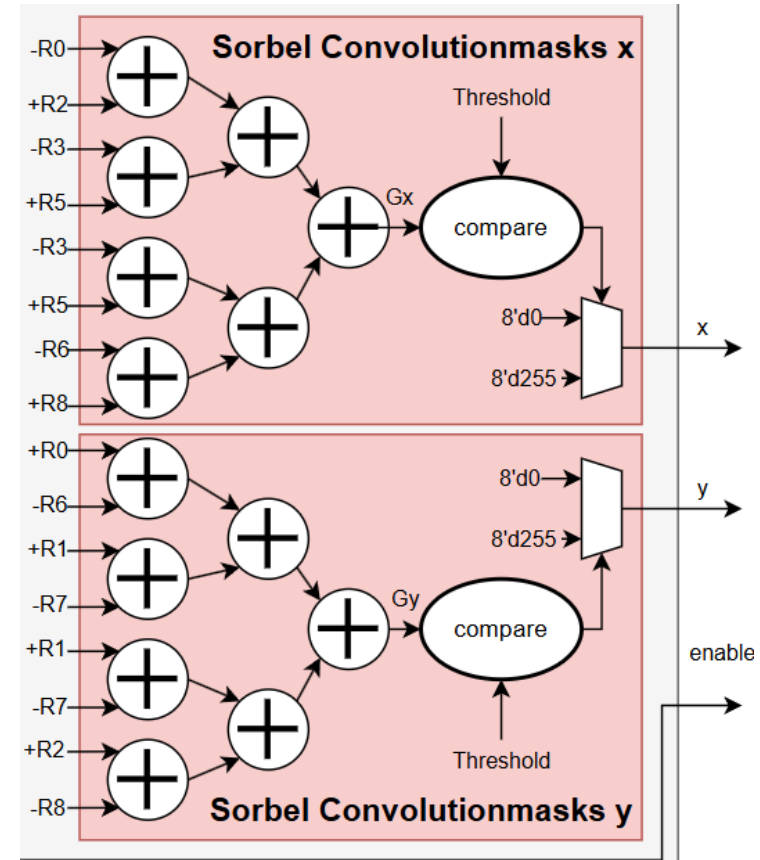 Sorbel Convolutionmasks x
-R0
+R2
-R3
+R5
-R3
+R5
-R6
+R8
Threshold
Gx
compare
8'd0
8'd255
x
+R0
-R6
+R1
-R7
+R1
-R7
+R2
-R8
8'd0
8'd255
y
Gy
compare
Threshold
enable
Sorbel Convolutionmasks y